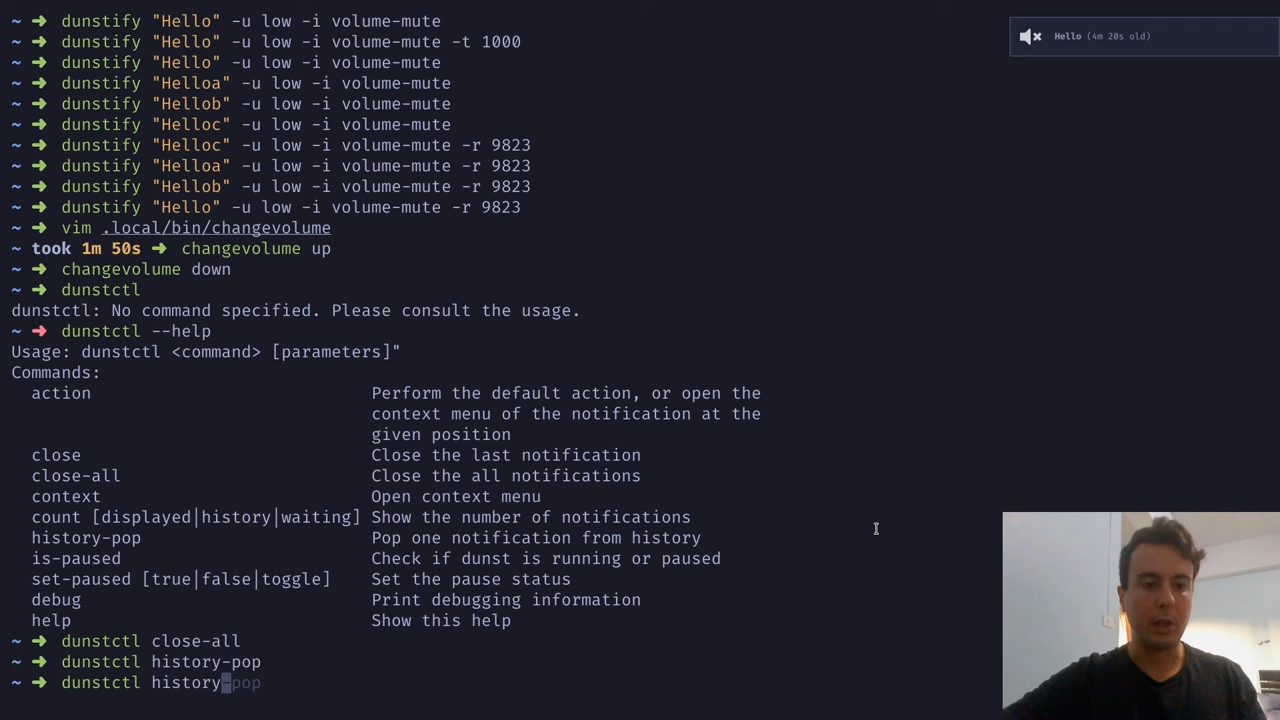 ~ ➜ dunstify "Hello" -u low -i volume-mute
~ ➜ dunstify "Hello" -u low -i volume-mute -t 1000
~ ➜ dunstify "Hello" -u low -i volume-mute
~ ➜ dunstify "Helloa" -u low -i volume-mute
~ ➜ dunstify "Hellob" -u low -i volume-mute
~ ➜ dunstify "Helloc" -u low -i volume-mute
~ ➜ dunstify "Helloc" -u low -i volume-mute -r 9823
~ ➜ dunstify "Helloa" -u low -i volume-mute -r 9823
~ ➜ dunstify "Hellob" -u low -i volume-mute -r 9823
~ ➜ dunstify "Hello" -u low -i volume-mute -r 9823
~ ➜ vim .local/bin/changevolume
~ took 1m 50s ➜ changevolume up
~ ➜ changevolume down
~ ➜ dunstctl
dunstctl: No command specified. Please consult the usage.
~ ➜ dunstctl --help
Usage: dunstctl <command> [parameters]"
Commands:
action Perform the default action, or open the
context menu of the notification at the
given position
close Close the last notification
close-all Close the all notifications
context Open context menu
count [displayed|history|waiting] Show the number of notifications
history-pop Pop one notification from history
is-paused Check if dunst is running or paused
set-paused [true|false|toggle] Set the pause status
debug Print debugging information
help Show this help
~ ➜ dunstctl close-all
~ ➜ dunstctl history-pop
~ ➜ dunstctl history-pop
Hello (4m 20s old)